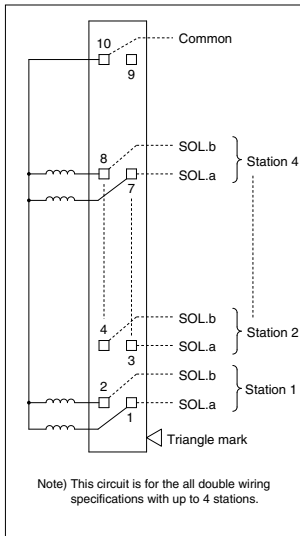 10
Common
9
SOL.b
8
Station 4
SOL.a
7
SOL.b
4
Station 2
SOL.a
3
SOL.b
2
Station 1
SOL.a
1
Triangle mark
Note) This circuit is for the all double wiring
specifications with up to 4 stations.